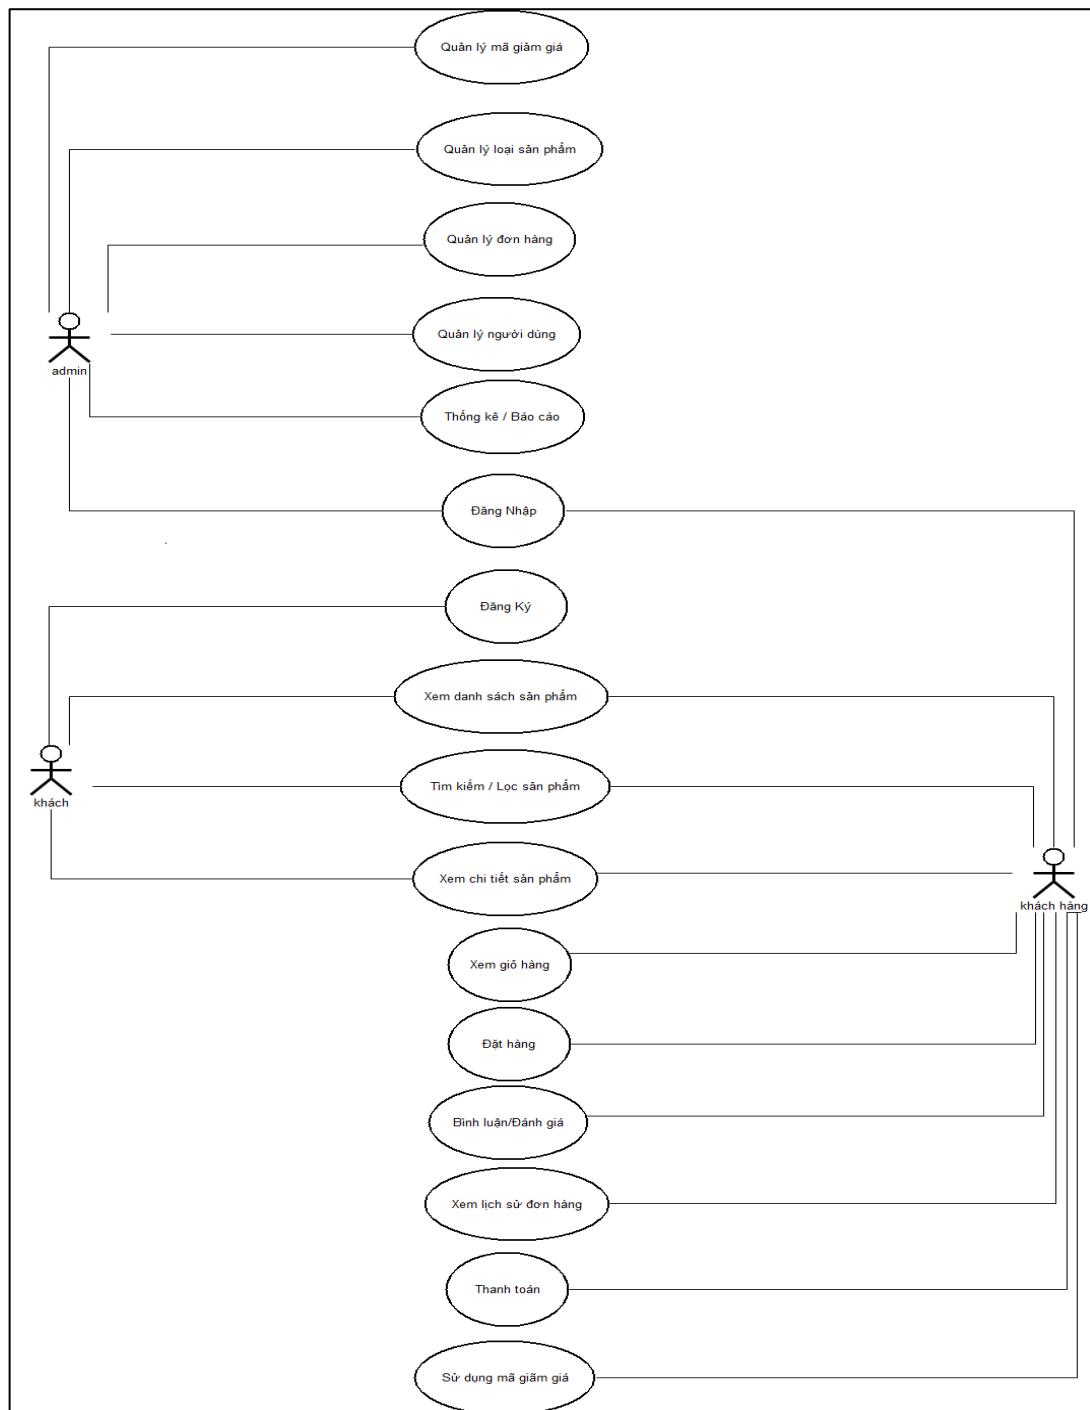 Quản lý mã giảm giá
Quản lý loại sản phẩm
Quản lý đơn hàng
Quản lý người dùng
admin
Thống kê / Báo cáo
Đăng Nhập
Đăng Ký
Xem danh sách sản phẩm
Tìm kiếm / Lọc sản phẩm
khách
Xem chi tiết sản phẩm
khách hàng
Xem giỏ hàng
Đặt hàng
Bình luận/Đánh giá
Xem lịch sử đơn hàng
Thanh toán
Sử dụng mã giãm giá